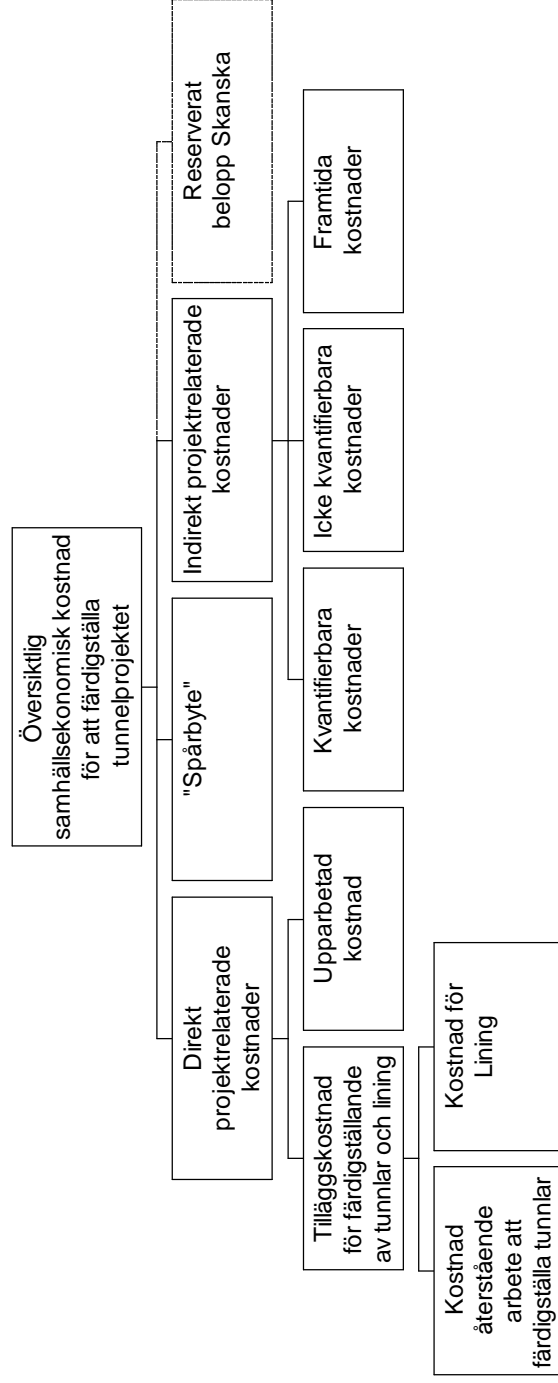 Översiktlig
samhällsekonomisk kostnad
för att färdigställa
tunnelprojektet
Direkt
projektrelaterade
kostnader
"Spårbyte"
Indirekt projektrelaterade
kostnader
Reserverat
belopp Skanska
Tilläggskostnad
för färdigställande
av tunnlar och lining
Upparbetad
kostnad
Kvantifierbara
kostnader
Icke kvantifierbara
kostnader
Framtida
kostnader
Kostnad
återstående
arbete att
färdigställa tunnlar
Kostnad för
Lining